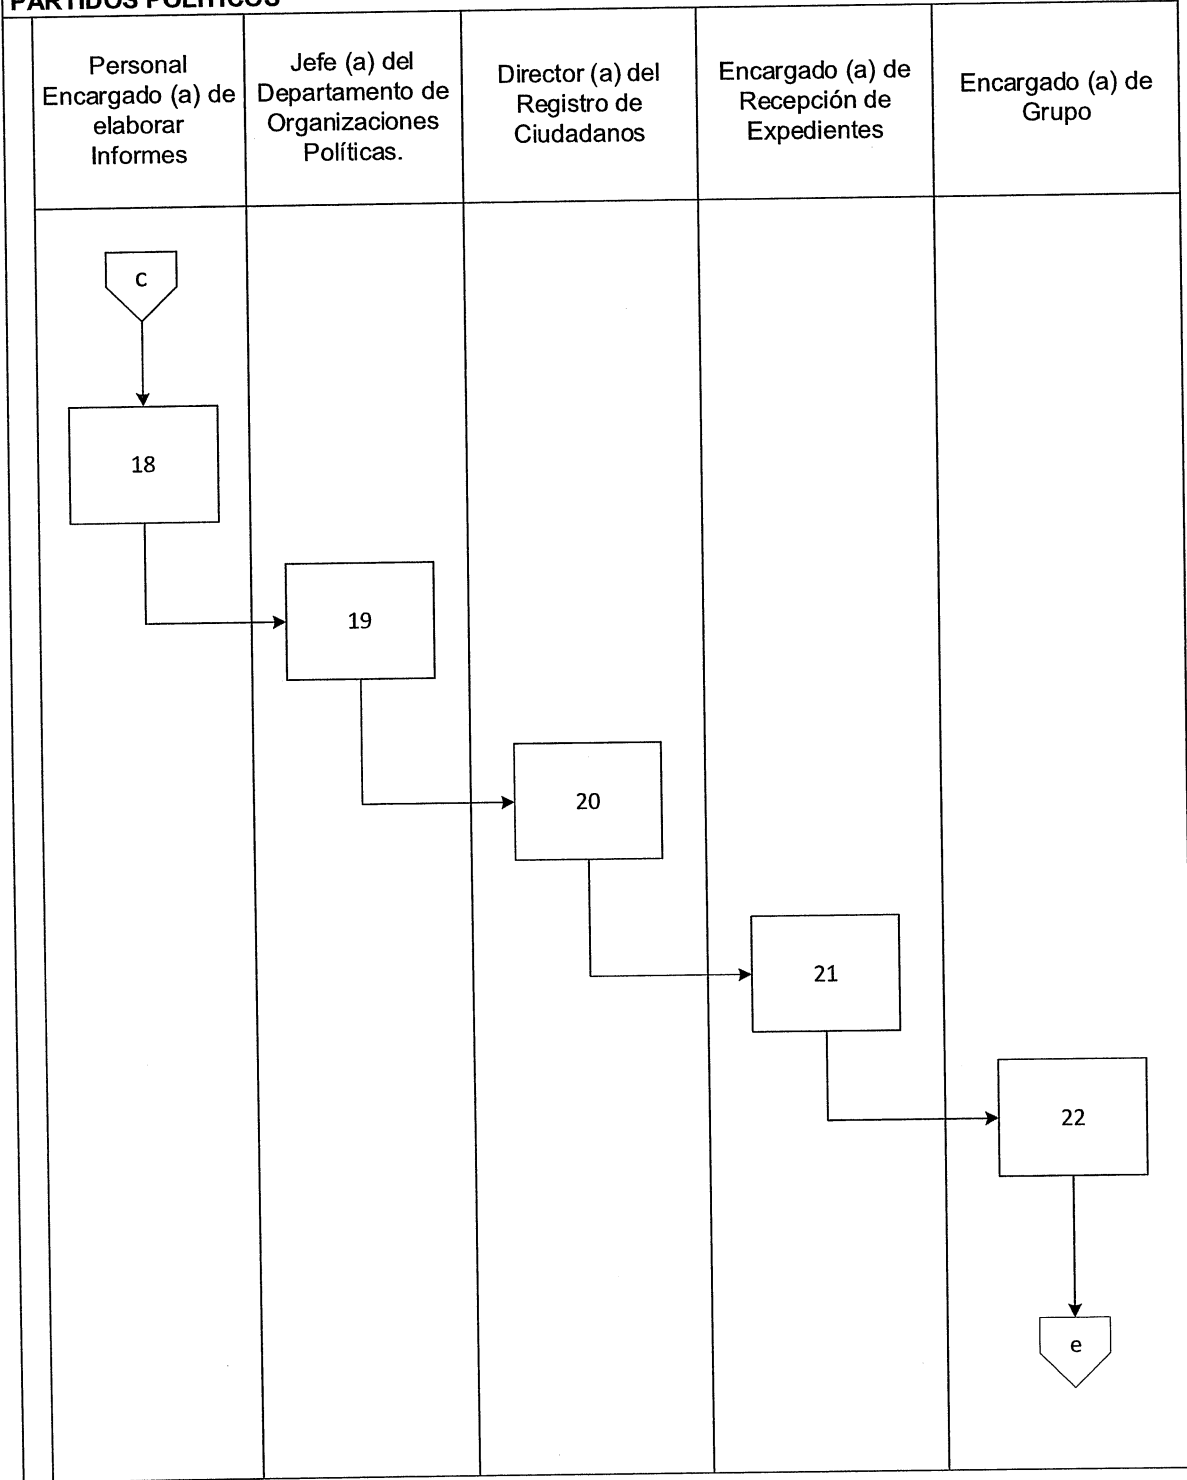 PARTIDOS POLÍTICOS
Personal
Encargado (a) de
elaborar
Informes
Jefe (a) del
Departamento de
Organizaciones
Políticas.
Director (a) del
Registro de
Ciudadanos
Encargado (a) de
Recepción de
Expedientes
Encargado (a) de
Grupo
c
18
19
20
21
22
e